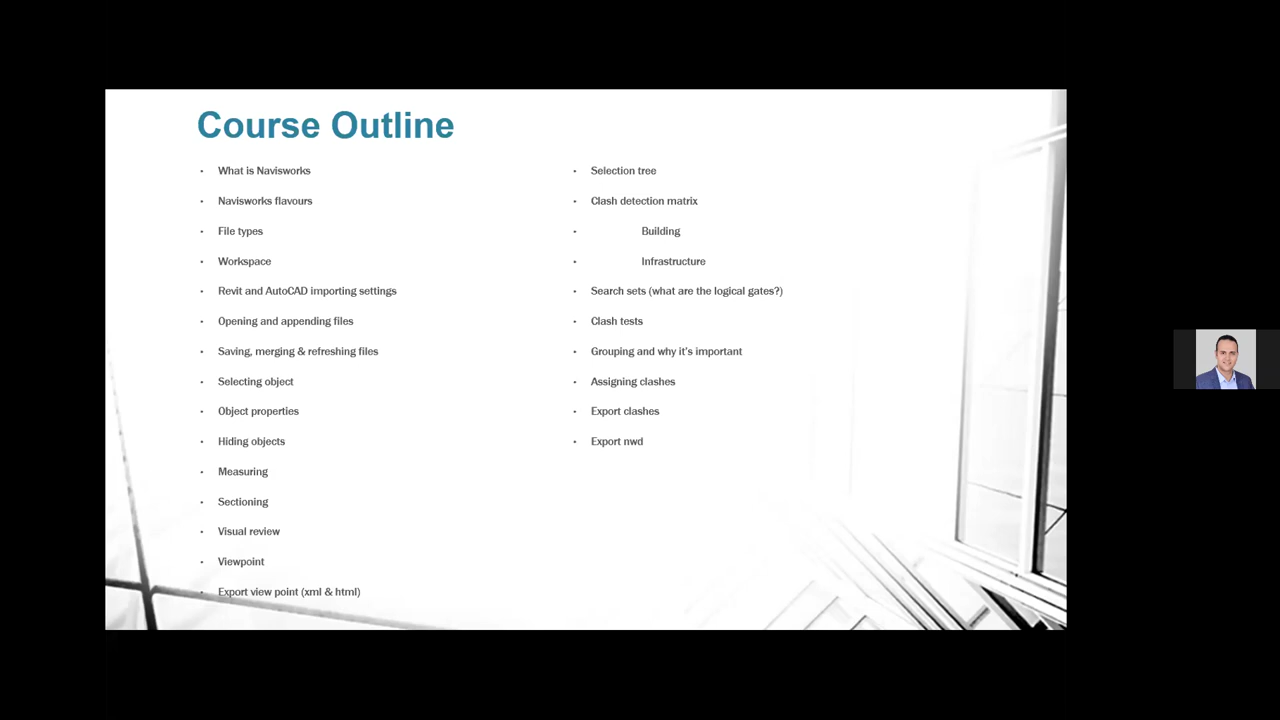 Course Outline
• What is Navisworks
• Navisworks flavours
• File types
• Workspace
• Revit and AutoCAD importing settings
• Opening and appending files
• Saving, merging & refreshing files
• Selecting object
• Object properties
• Hiding objects
• Measuring
• Sectioning
• Visual review
• Viewpoint
• Export view point (xml & html)
• Selection tree
• Clash detection matrix
• Building
• Infrastructure
• Search sets (what are the logical gates?)
• Clash tests
• Grouping and why it's important
• Assigning clashes
• Export clashes
• Export nwd